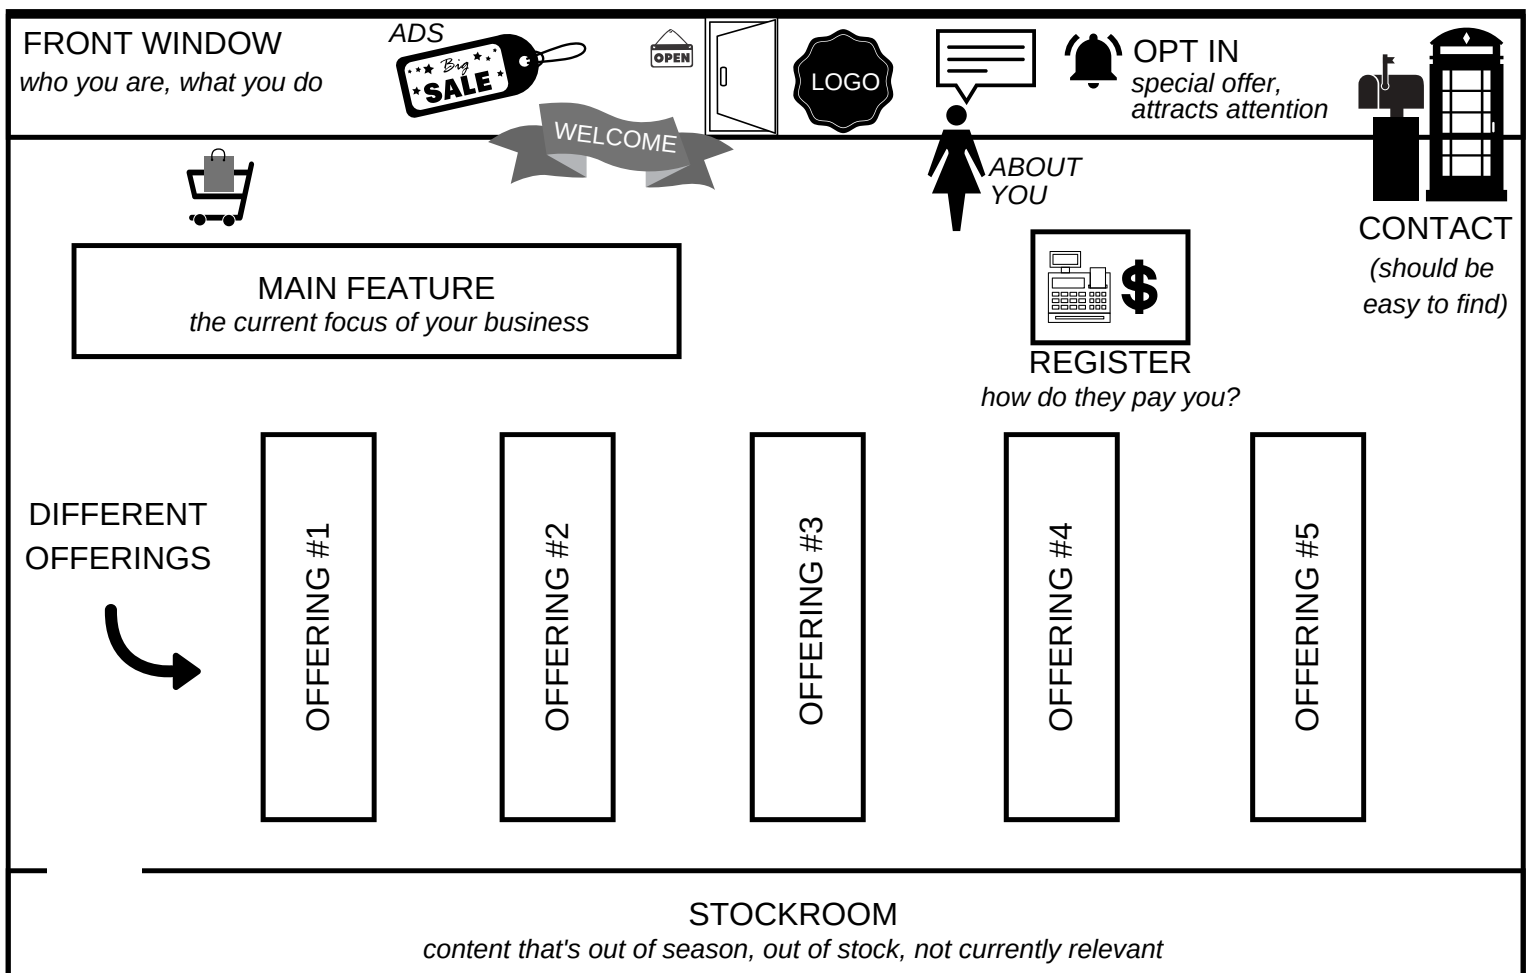 FRONT WINDOW
who you are, what you do
ADS
Big
SALE
OPEN
WELCOME
LOGO
OPT IN
special offer,
attracts attention
ABOUT
YOU
CONTACT
(should be
easy to find)
MAIN FEATURE
the current focus of your business
$
REGISTER
how do they pay you?
DIFFERENT
OFFERINGS
OFFERING #1
OFFERING #2
OFFERING #3
OFFERING #4
OFFERING #5
STOCKROOM
content that's out of season, out of stock, not currently relevant